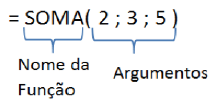 = SOMA( 2 ; 3 ; 5 )
Nome da Argumentos
Função